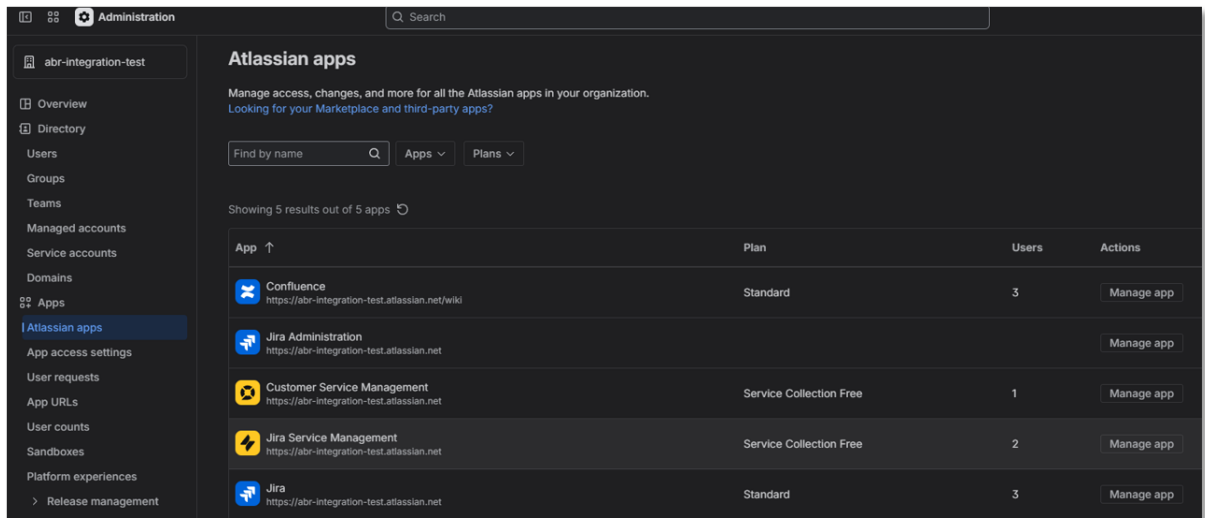 Administration
Search
abr-integration-test
Overview
Directory
Users
Groups
Teams
Managed accounts
Service accounts
Domains
Apps
Atlassian apps
App access settings
User requests
App URLs
User counts
Sandboxes
Platform experiences
Release management
Atlassian apps
Manage access, changes, and more for all the Atlassian apps in your organization.
Looking for your Marketplace and third-party apps?
Find by name Apps Plans
Showing 5 results out of 5 apps
App Plan Users Actions
Confluence
https://abr-integration-test.atlassian.net/wiki
Standard 3 Manage app
Jira Administration
https://abr-integration-test.atlassian.net
Manage app
Customer Service Management
https://abr-integration-test.atlassian.net
Service Collection Free 1 Manage app
Jira Service Management
https://abr-integration-test.atlassian.net
Service Collection Free 2 Manage app
Jira
https://abr-integration-test.atlassian.net
Standard 3 Manage app